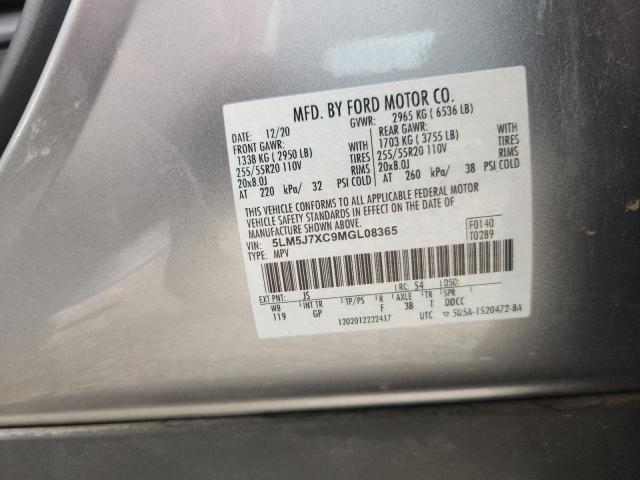 MFD. BY FORD MOTOR CO.
DATE: 12/20 GVWR: 2965 KG ( 6536 LB)
FRONT GAWR: REAR GAWR:
1338 KG ( 2950 LB) WITH 1703 KG ( 3755 LB) WITH
255/55R20 110V TIRES 255/55R20 110V TIRES
20x8.0J RIMS 20x8.0J RIMS
AT 220 kPa/ 32 PSI COLD AT 260 kPa/ 38 PSI COLD
THIS VEHICLE CONFORMS TO ALL APPLICABLE FEDERAL MOTOR
VEHICLE SAFETY STANDARDS IN EFFECT ON THE DATE OF
MANUFACTURE SHOWN ABOVE.
VIN: 5LM5J7XC9MGL08365 F0140
TYPE: MPV T0289
EXT PNT: JS RC: 54 DSO:
WB INT TR TP/PS R AXLE TR SPR
119 GP F 38 T DDCC
1202012222417 UTC ▽ 5U5A-1520472-BA